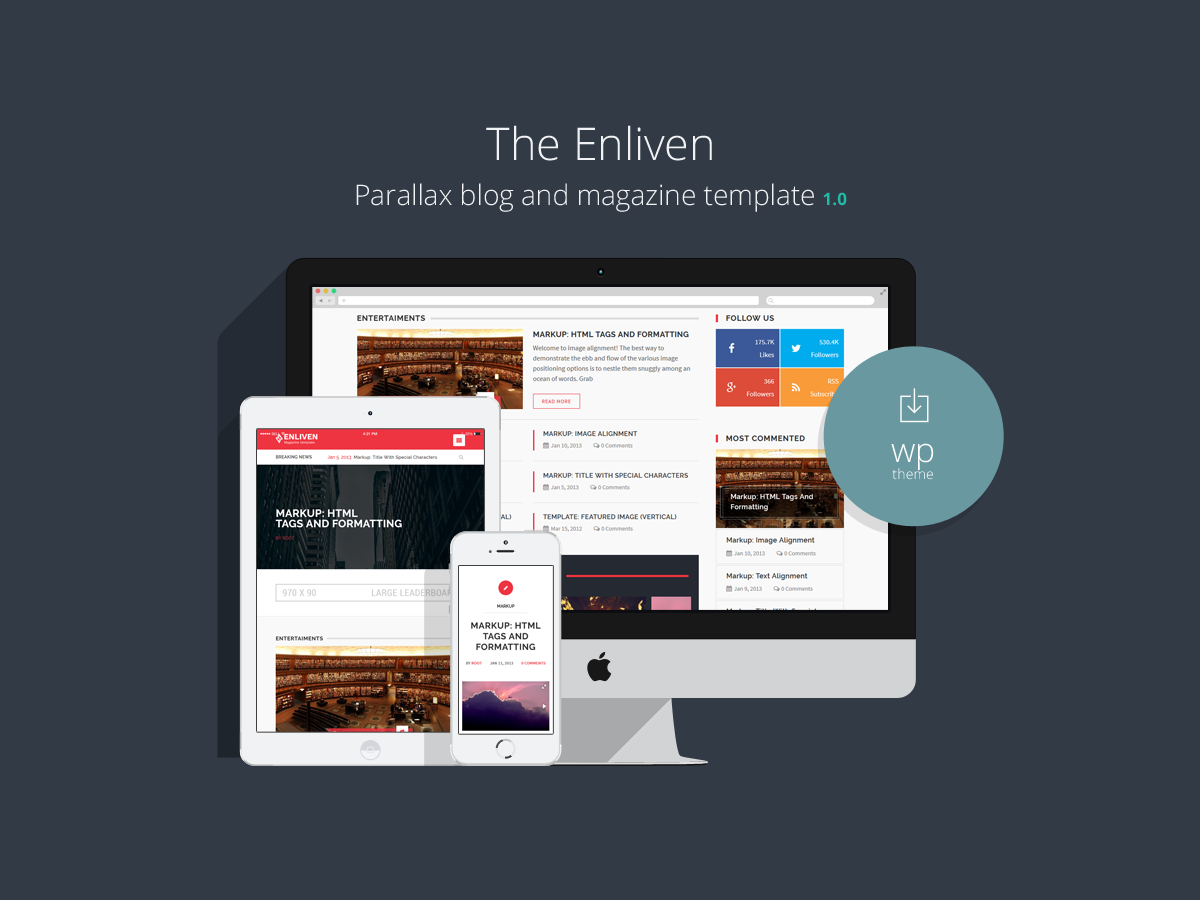 The Enliven
Parallax blog and magazine template 1.0
ENTERTAIMENTS
MARKUP: HTML TAGS AND FORMATTING
Welcome to image alignment! The best way to
demonstrate the ebb and flow of the various image
positioning options is to nestle them snuggly among an
ocean of words. Grab
READ MORE
MARKUP: IMAGE ALIGNMENT
Jan 10, 2013 0 Comments
MARKUP: TITLE WITH SPECIAL CHARACTERS
Jan 5, 2013 0 Comments
AL)
TEMPLATE: FEATURED IMAGE (VERTICAL)
Mar 15, 2012 0 Comments
FOLLOW US
175.7K
Likes
530.4K
Followers
366
Followers
RSS
Subscrib
MOST COMMENTED
Markup: HTML Tags And
Formatting
Markup: Image Alignment
Jan 10, 2013 0 Comments
Markup: Text Alignment
Jan 9, 2013 0 Comments
wp
theme
4:21 PM
ENLIVEN
Magazine template
BREAKING NEWS Jan 5, 2013 Markup: Title With Special Characters
MARKUP: HTML
TAGS AND FORMATTING
BY ROOT
970 X 90 LARGE LEADERBOA
ENTERTAIMENTS
MARKUP
MARKUP: HTML
TAGS AND
FORMATTING
BY ROOT JAN 11, 2013 0 COMMENTS